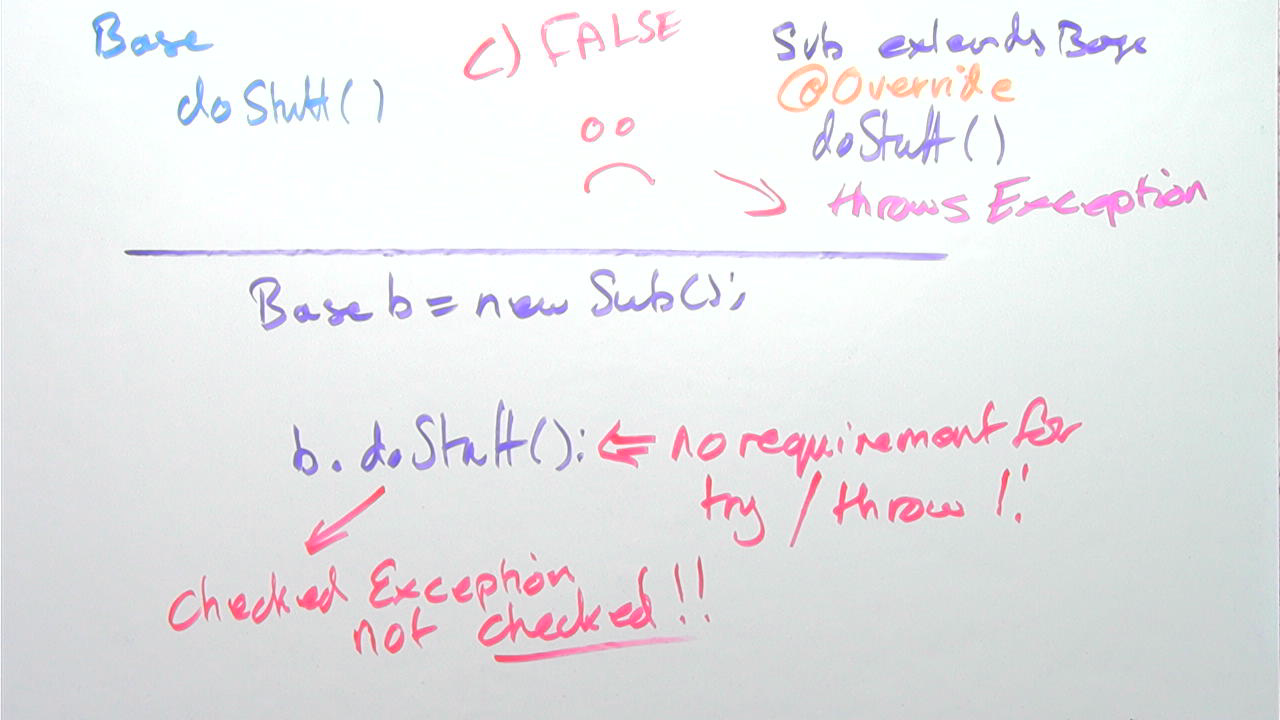 Base
doStuff()
c) FALSE
Sub extends Base
@Override
doStuff()
throws Exception
Base b = new Sub();
b.doStuff();
no requirement for
try / throw !!
Checked Exception
not checked!!